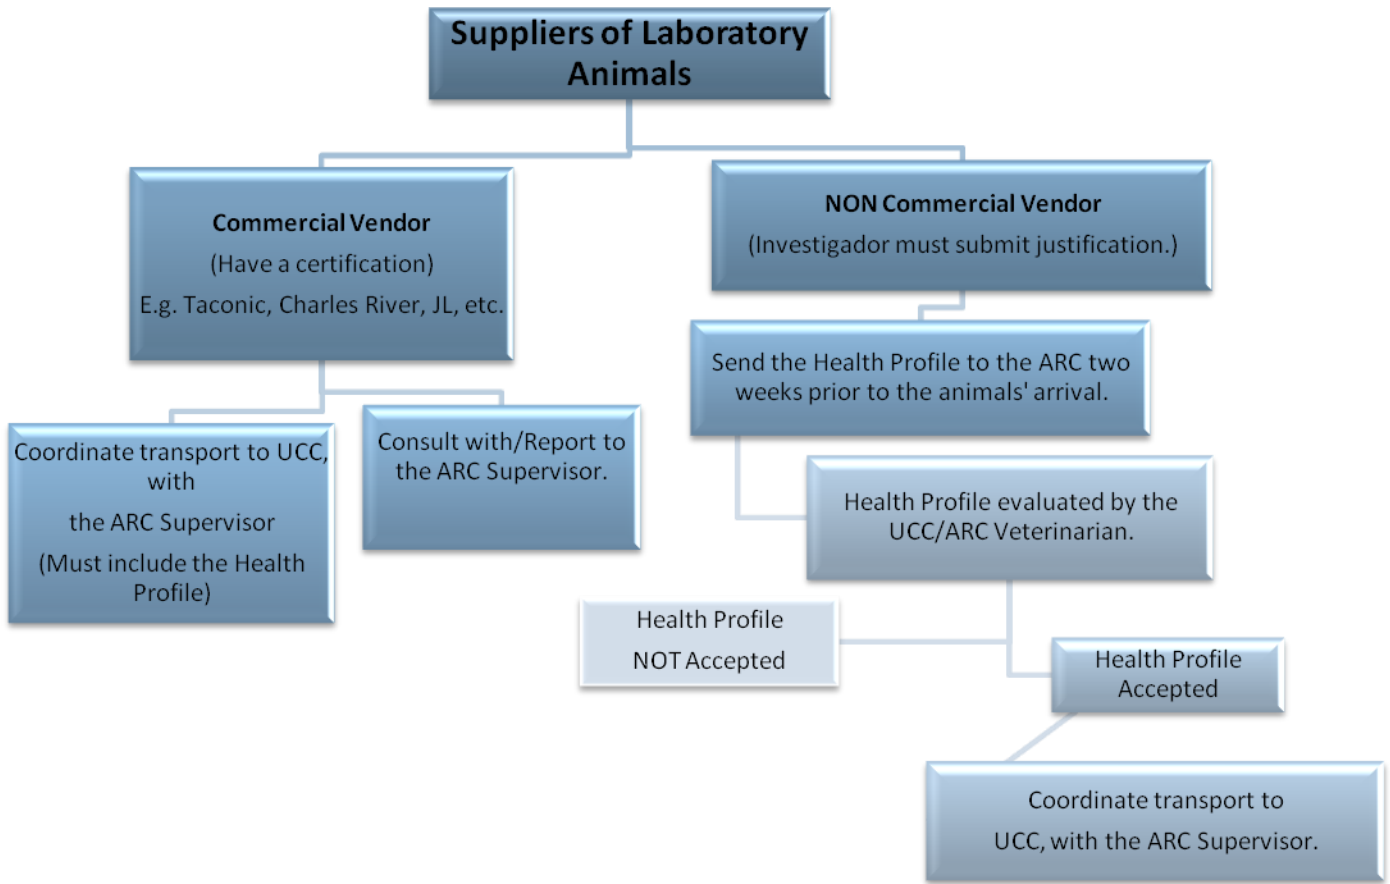 Suppliers of Laboratory
Animals
Commercial Vendor
(Have a certification)
E.g. Taconic, Charles River, JL, etc.
NON Commercial Vendor
(Investigador must submit justification.)
Coordinate transport to UCC,
with
the ARC Supervisor
(Must include the Health
Profile)
Consult with/Report to
the ARC Supervisor.
Send the Health Profile to the ARC two
weeks prior to the animals' arrival.
Health Profile evaluated by the
UCC/ARC Veterinarian.
Health Profile
NOT Accepted
Health Profile
Accepted
Coordinate transport to
UCC, with the ARC Supervisor.